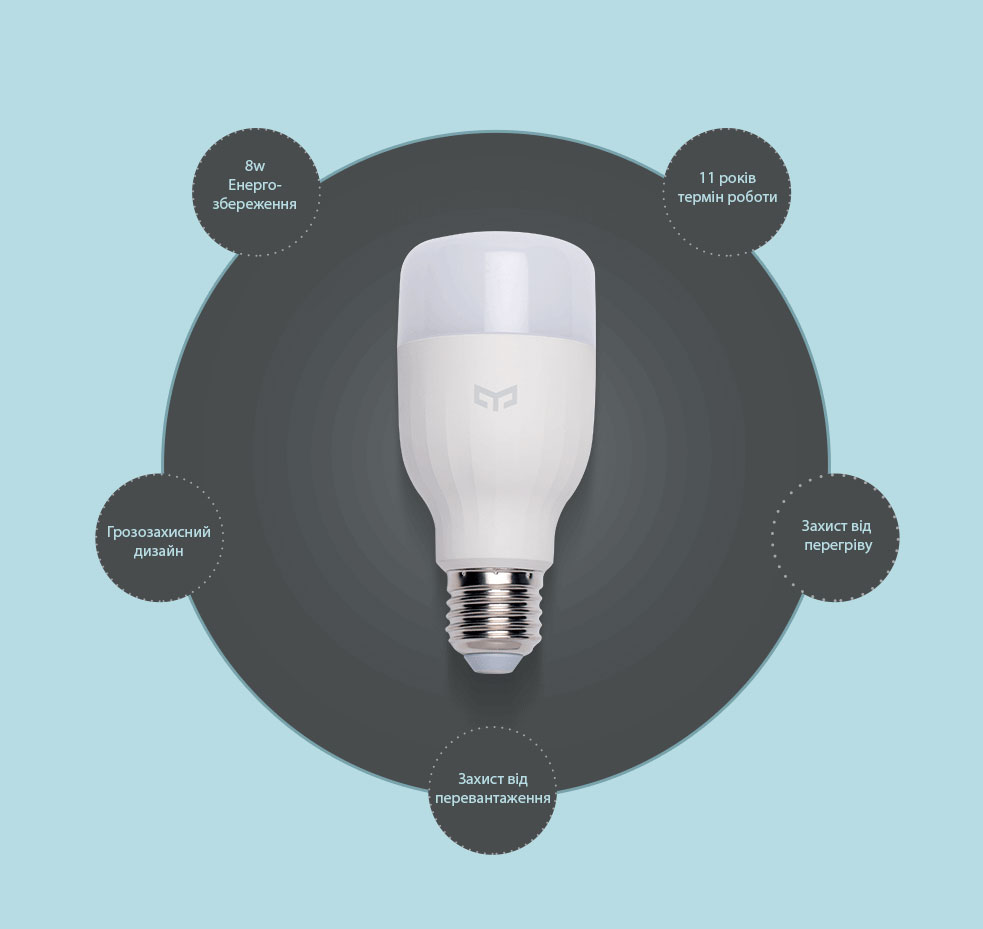 8w
Енерго-
збереження
11 років
термін роботи
Грозозахисний
дизайн
Захист від
перегріву
Захист від
перевантаження